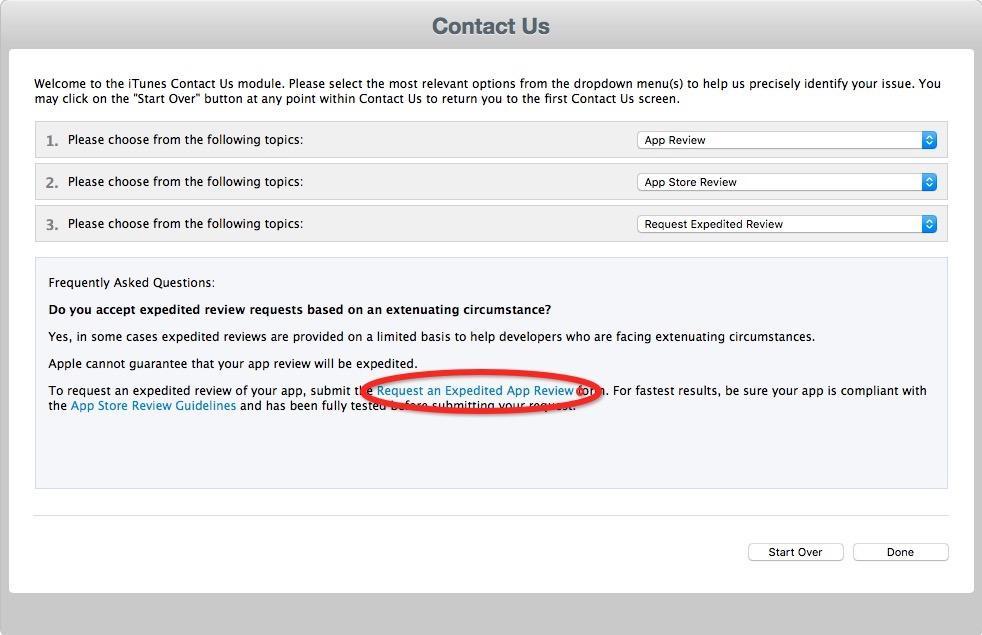 Contact Us
Welcome to the iTunes Contact Us module. Please select the most relevant options from the dropdown menu(s) to help us precisely identify your issue. You
may click on the "Start Over" button at any point within Contact Us to return you to the first Contact Us screen.
1. Please choose from the following topics: App Review
2. Please choose from the following topics: App Store Review
3. Please choose from the following topics: Request Expedited Review
Frequently Asked Questions:
Do you accept expedited review requests based on an extenuating circumstance?
Yes, in some cases expedited reviews are provided on a limited basis to help developers who are facing extenuating circumstances.
Apple cannot guarantee that your app review will be expedited.
To request an expedited review of your app, submit the Request an Expedited App Review form. For fastest results, be sure your app is compliant with
the App Store Review Guidelines and has been fully tested before submitting your request.
Start Over Done